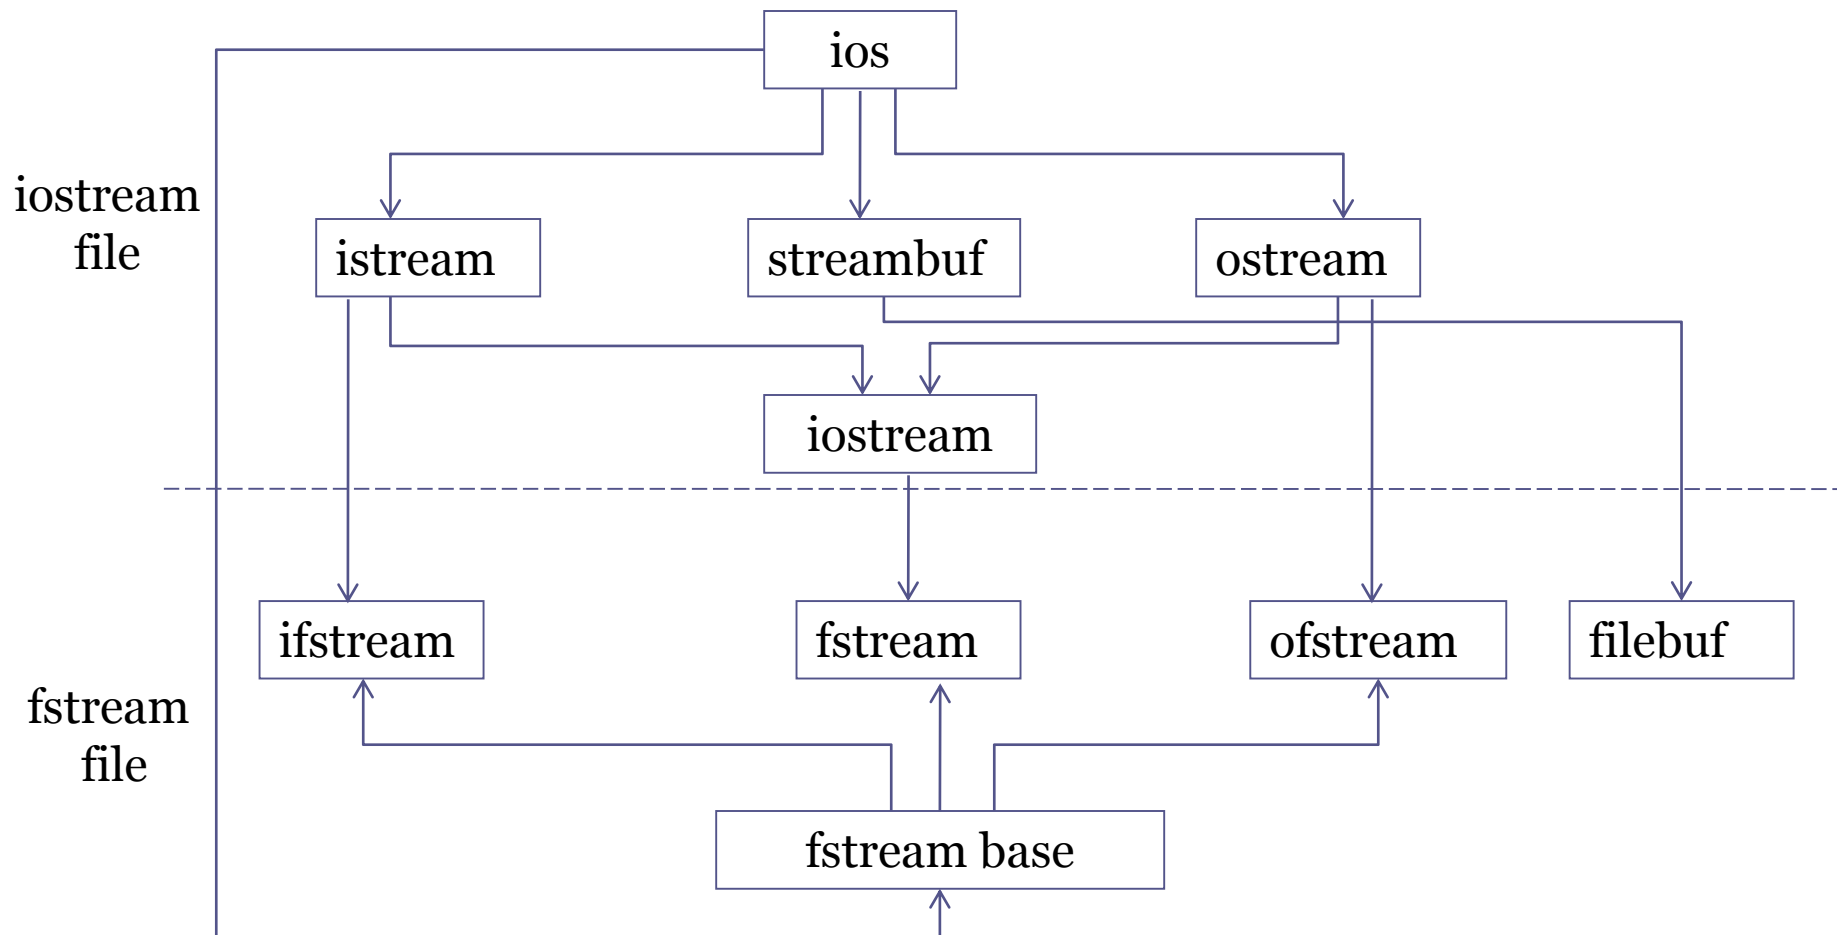 ios
iostream
file
istream
streambuf
ostream
iostream
ifstream
fstream
ofstream
filebuf
fstream
file
fstream base